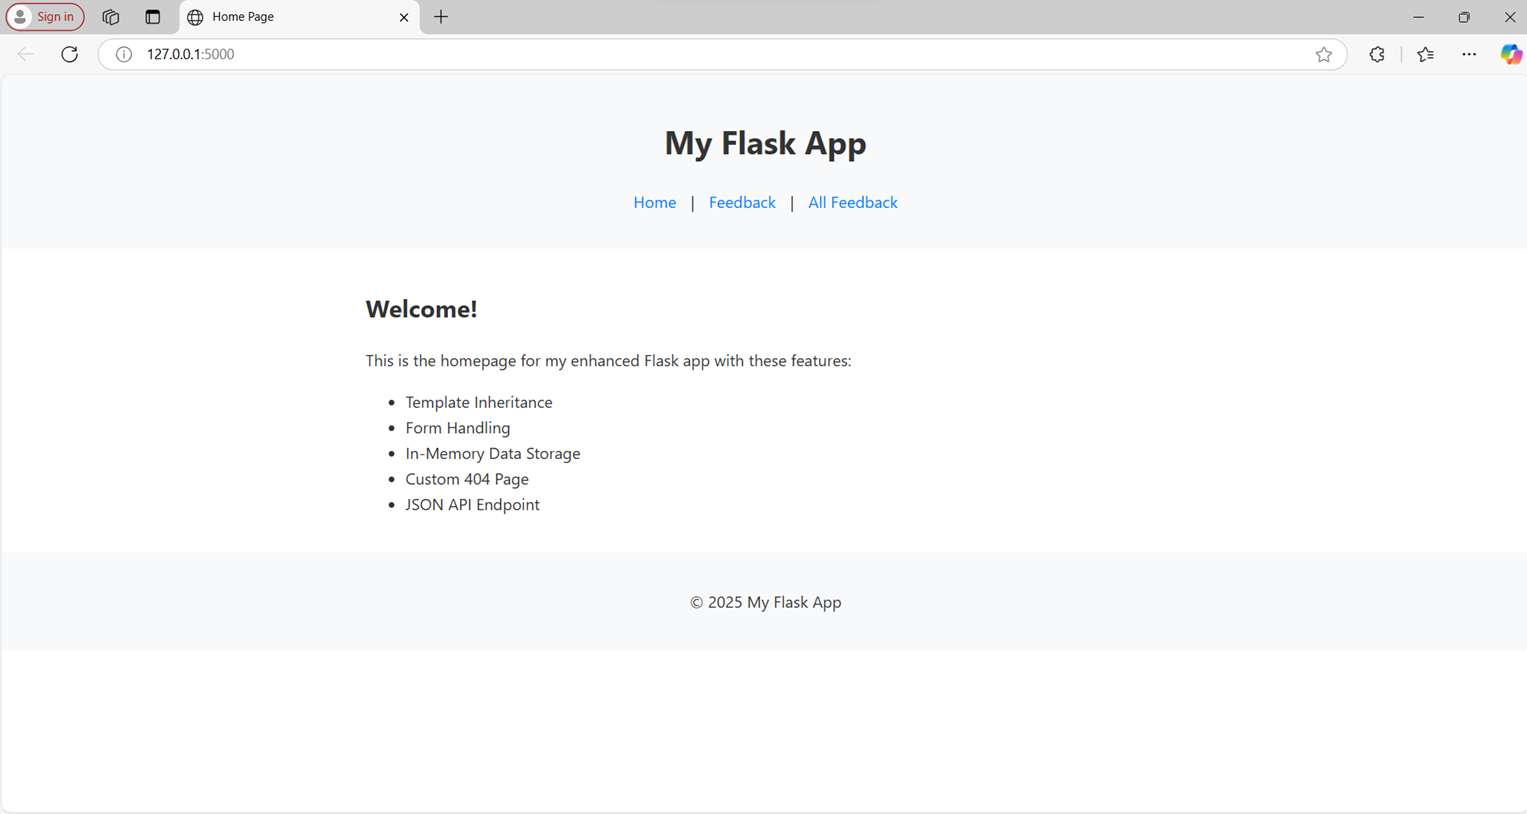 Sign in
Home Page
127.0.0.1:5000
My Flask App
Home | Feedback | All Feedback
Welcome!
This is the homepage for my enhanced Flask app with these features:
• Template Inheritance
• Form Handling
• In-Memory Data Storage
• Custom 404 Page
• JSON API Endpoint
© 2025 My Flask App